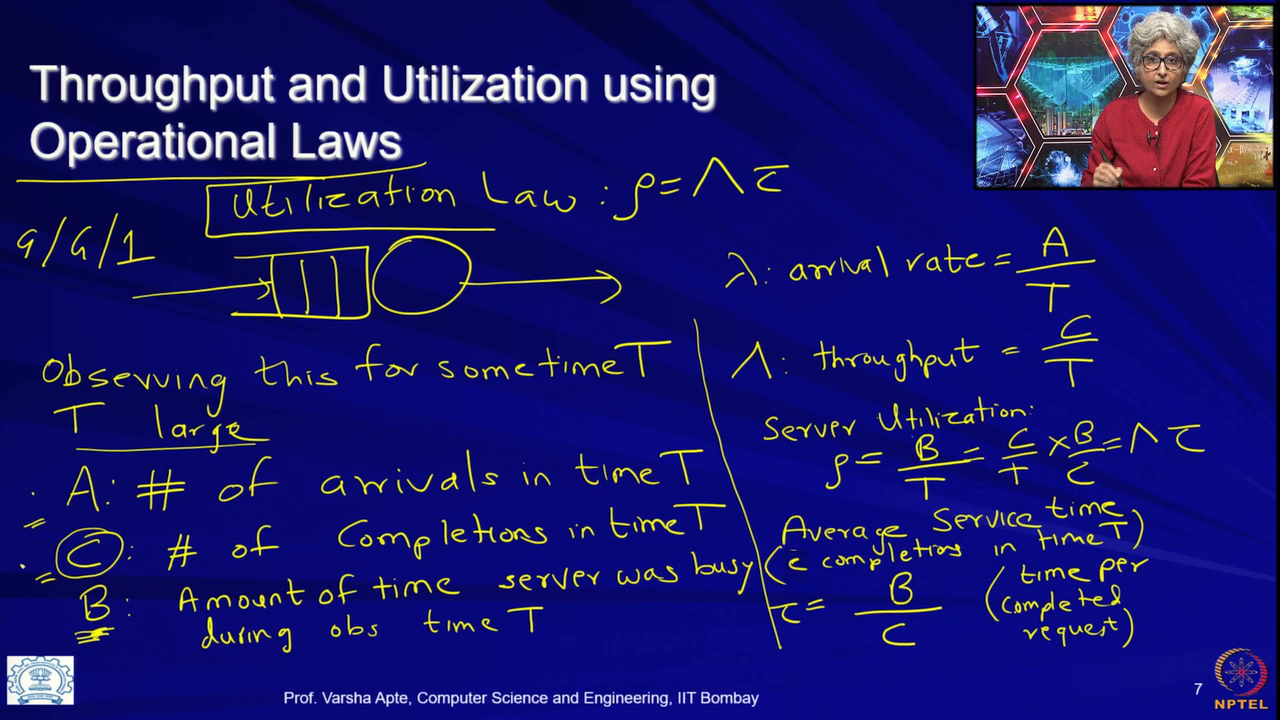 Throughput and Utilization using
Operational Laws
Utilization Law : ρ = Λ τ
G/G/1
Observing this for sometime T
T large
A: # of arrivals in time T
C: # of completions in time T
B: Amount of time server was busy
during obs time T
λ: arrival rate = A/T
Λ: throughput = C/T
Server Utilization:
ρ = B/T = C/T × B/C = Λ τ
Average Service time
(c completions in time T)
τ = B/C (time per
completed
request)
Prof. Varsha Apte, Computer Science and Engineering, IIT Bombay
7
NPTEL